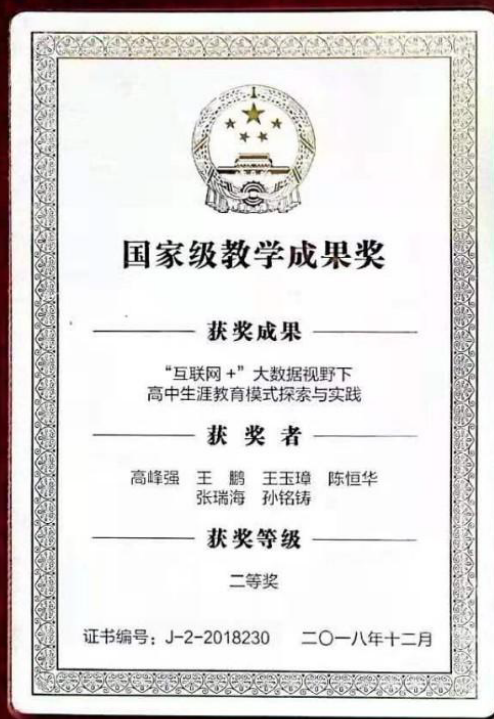 国家级教学成果奖
获奖成果
“互联网+”大数据视野下
高中生涯教育模式探索与实践
获奖者
高峰强 王鹏 王玉璋 陈恒华
张瑞海 孙铭铸
获奖等级
二等奖
证书编号：J-2-2018230 二〇一八年十二月